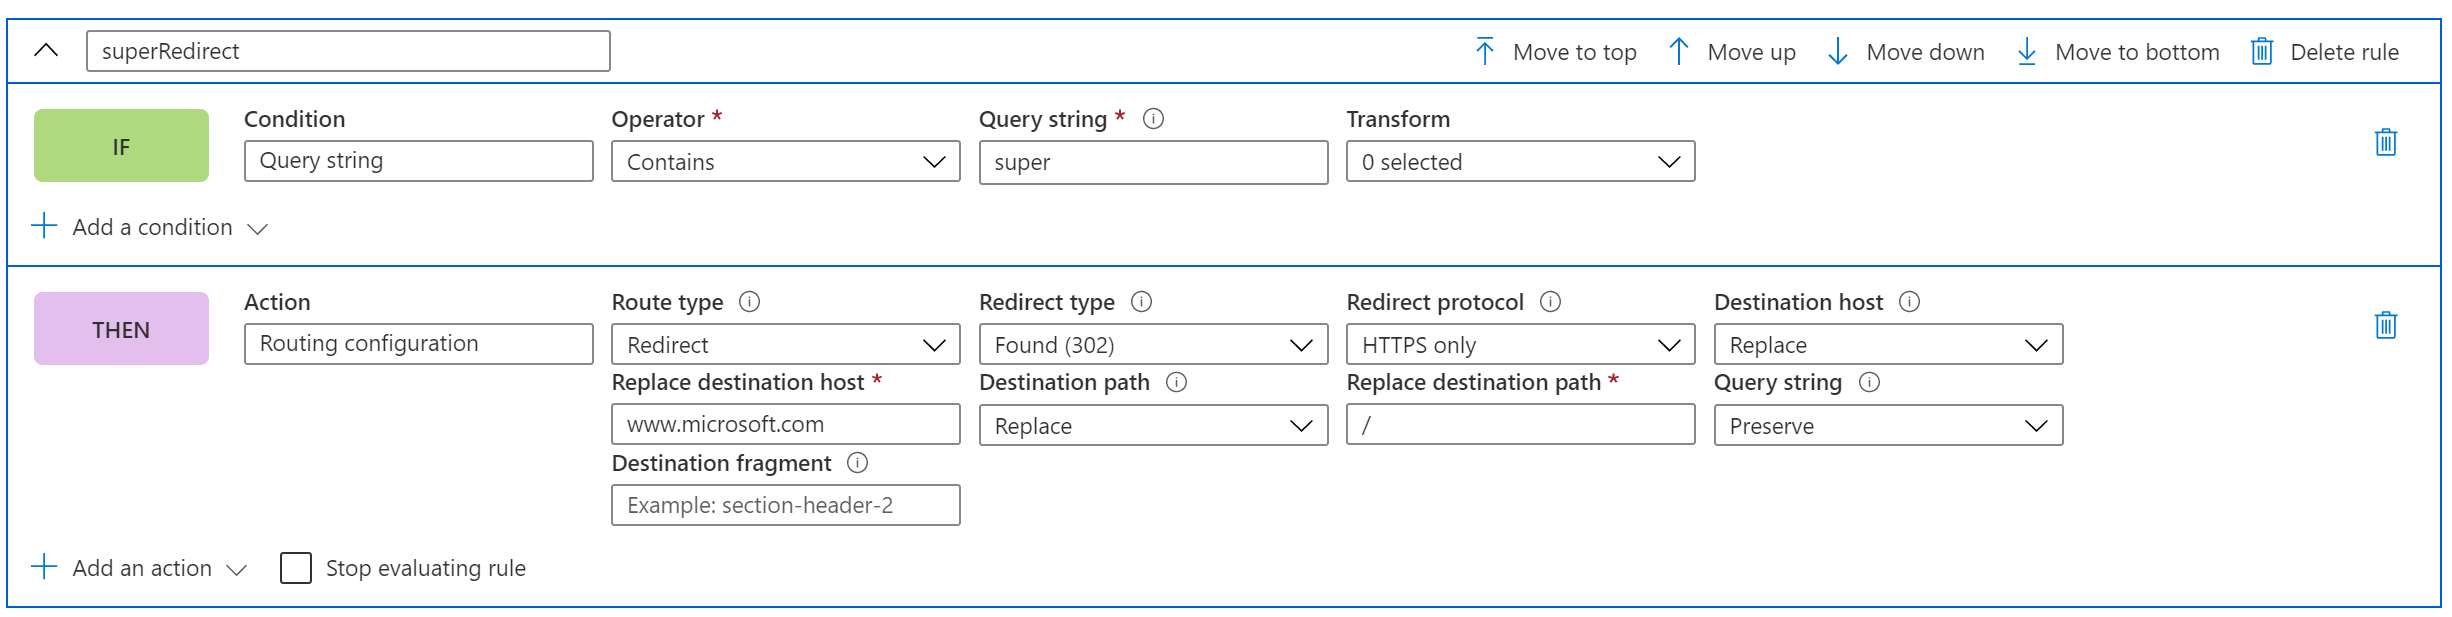 superRedirect
Move to top Move up Move down Move to bottom Delete rule
IF
Condition Operator * Query string * Transform
Query string Contains super 0 selected
Add a condition
THEN
Action Route type Redirect type Redirect protocol Destination host
Routing configuration Redirect Found (302) HTTPS only Replace
Replace destination host * Destination path Replace destination path * Query string
www.microsoft.com Replace / Preserve
Destination fragment
Example: section-header-2
Add an action Stop evaluating rule